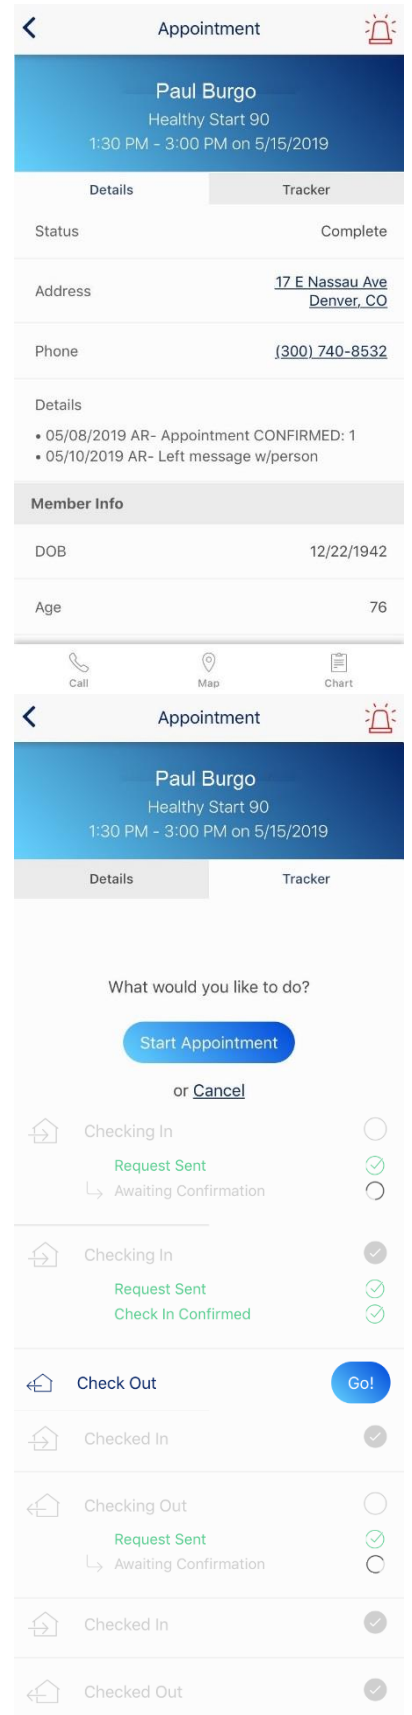 Appointment
Paul Burgo
Healthy Start 90
1:30 PM - 3:00 PM on 5/15/2019
Details Tracker
Status Complete
Address 17 E Nassau Ave
Denver, CO
Phone (300) 740-8532
Details
• 05/08/2019 AR- Appointment CONFIRMED: 1
• 05/10/2019 AR- Left message w/person
Member Info
DOB 12/22/1942
Age 76
Call Map Chart
Appointment
Paul Burgo
Healthy Start 90
1:30 PM - 3:00 PM on 5/15/2019
Details Tracker
What would you like to do?
Start Appointment
or Cancel
Checking In
Request Sent
Awaiting Confirmation
Checking In
Request Sent
Check In Confirmed
Check Out Go!
Checked In
Checking Out
Request Sent
Awaiting Confirmation
Checked In
Checked Out